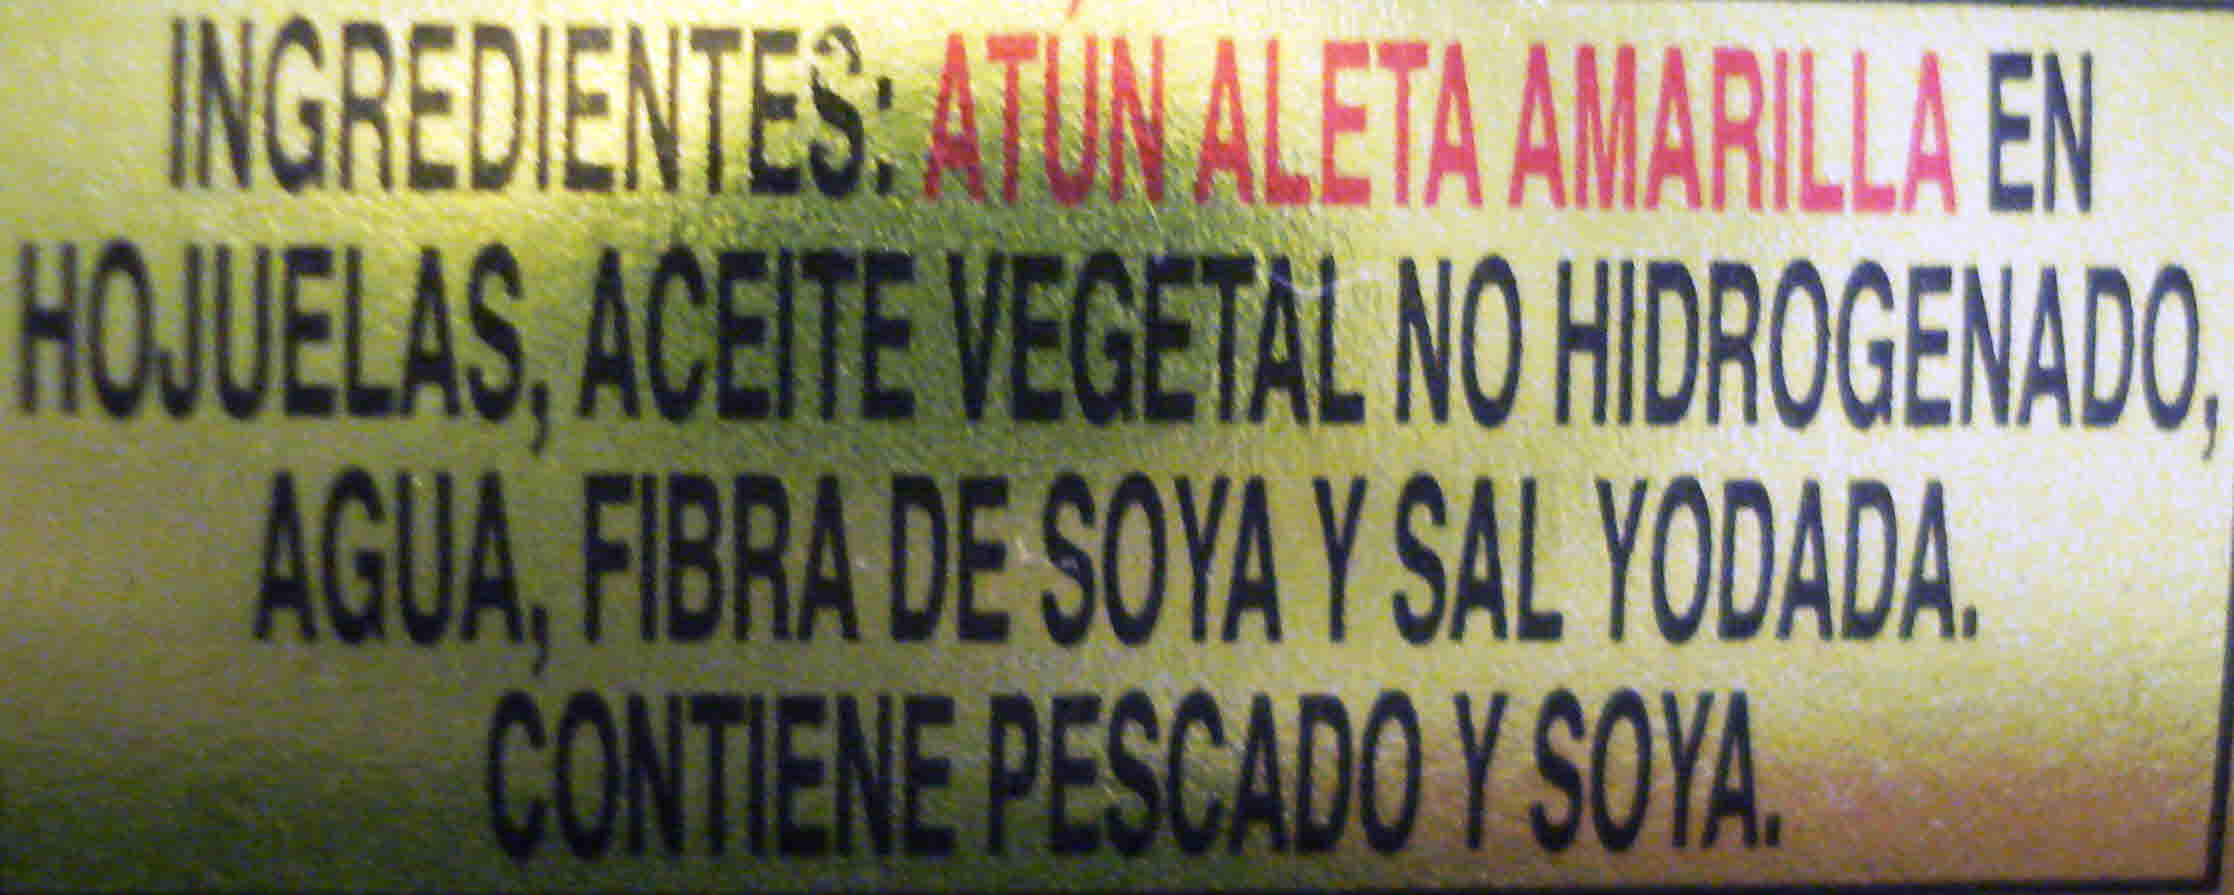 INGREDIENTES: ATÚN ALETA AMARILLA EN
HOJUELAS, ACEITE VEGETAL NO HIDROGENADO,
AGUA, FIBRA DE SOYA Y SAL YODADA.
CONTIENE PESCADO Y SOYA.